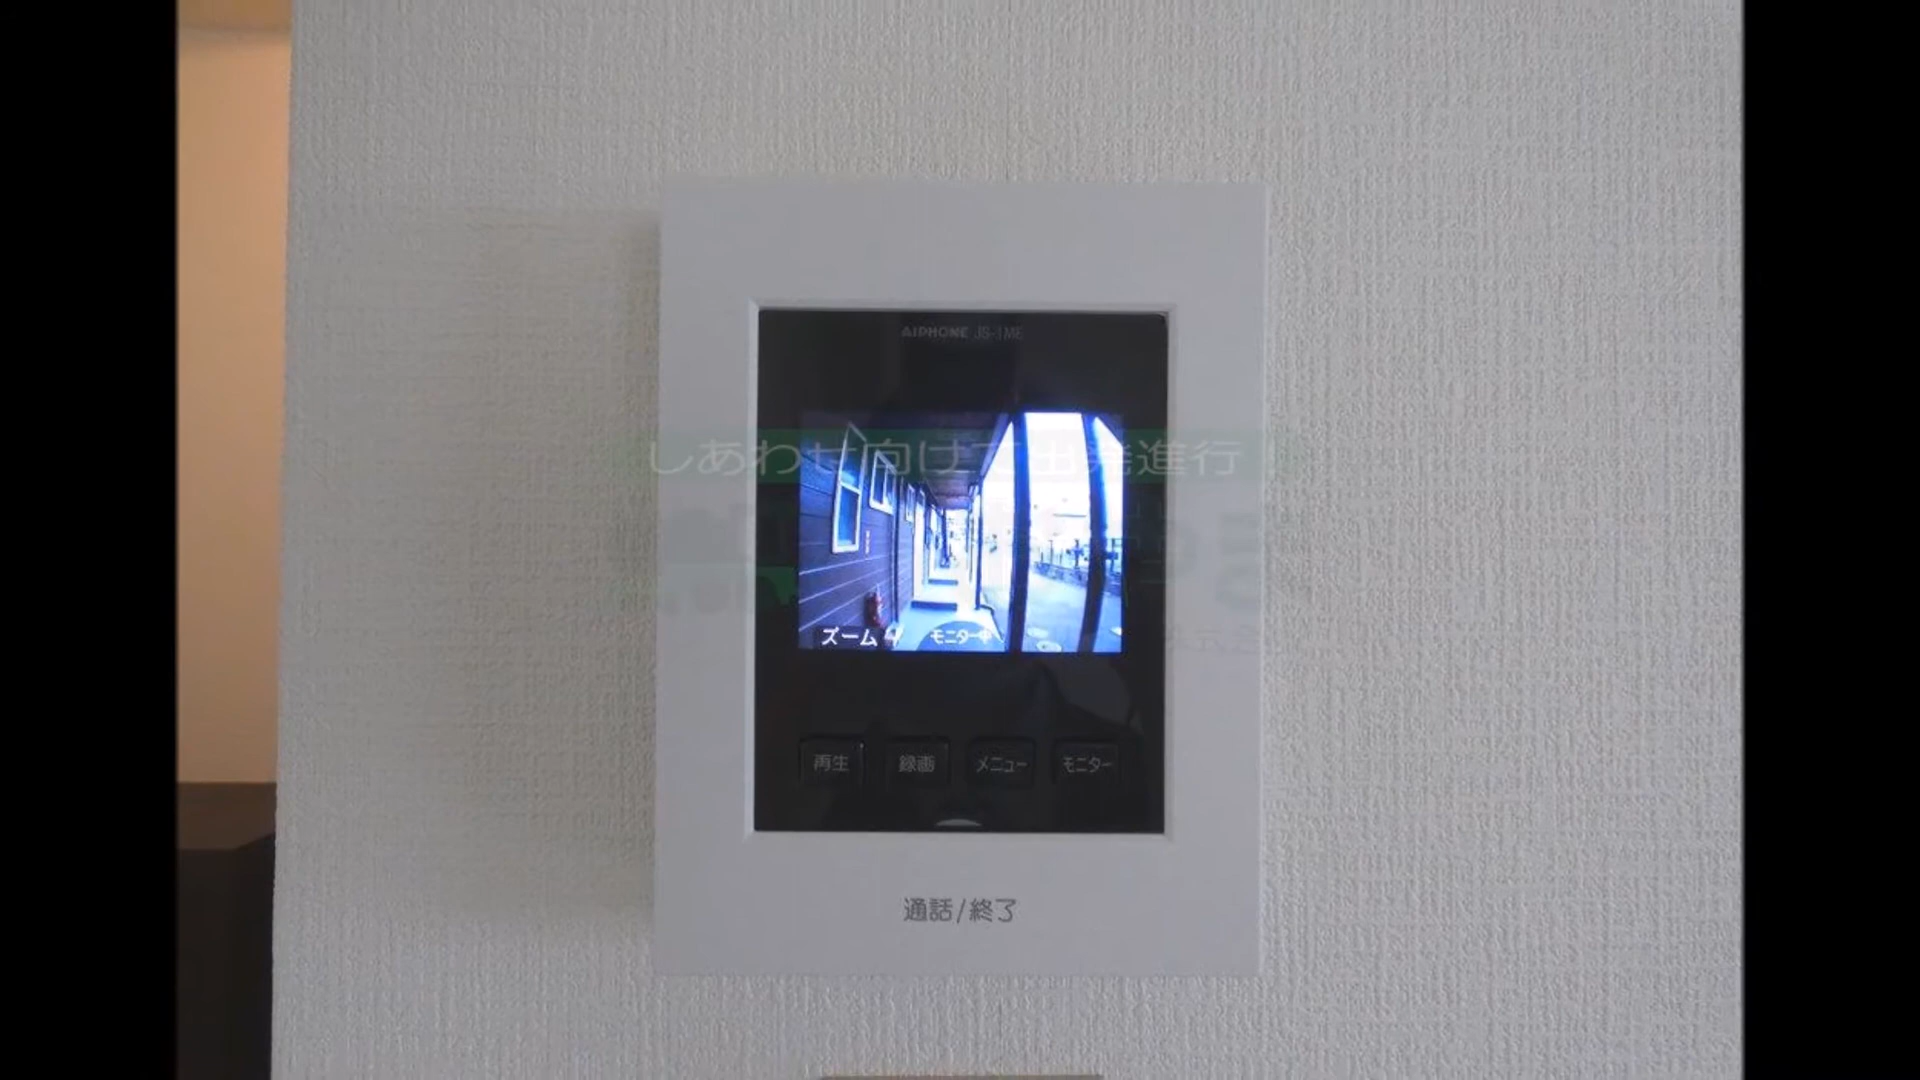 AIPHONE JS-1ME
しあわせ向けて出発進行
ズーム モニター中
再生 録画 メニュー モニター
通話/終了